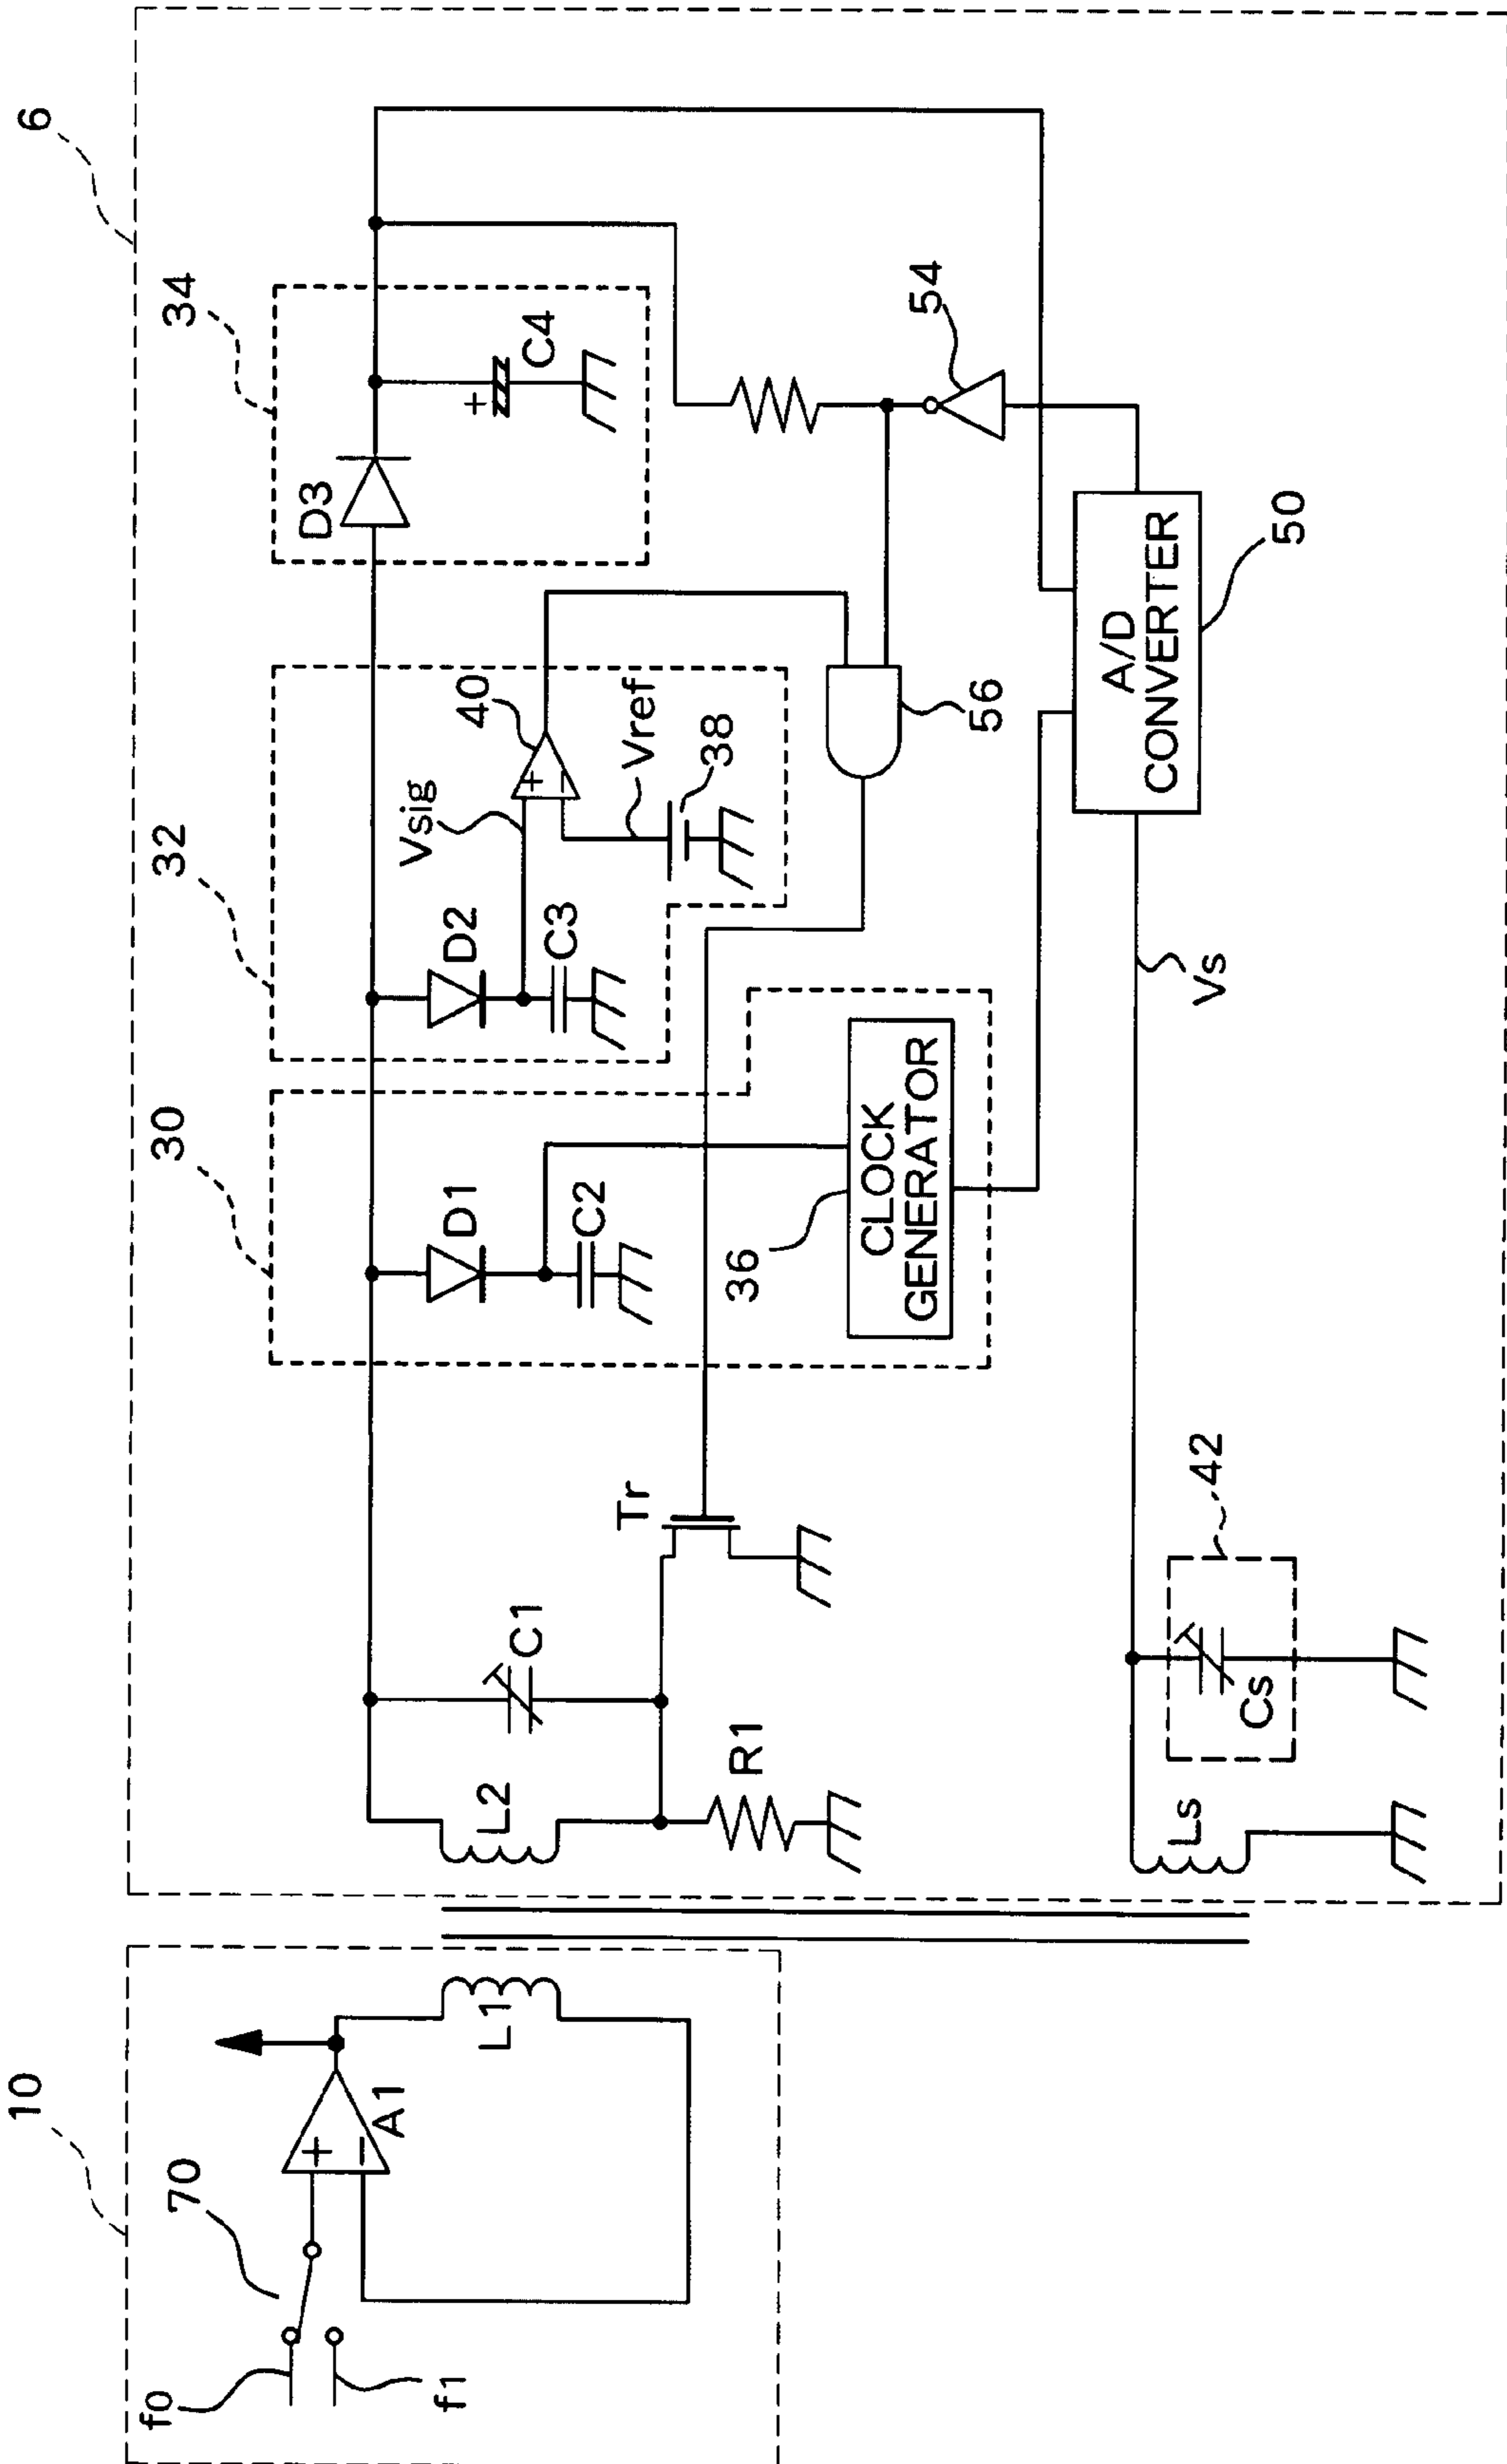 10
70
f0
f1
+
−
A1
L1
6
30
32
34
L2
C1
R1
Tr
D1
C2
36
CLOCK
GENERATOR
D2
C3
Vsig
+
−
40
Vref
38
D3
+
C4
56
54
Ls
Cs
42
Vs
A/D
CONVERTER
50